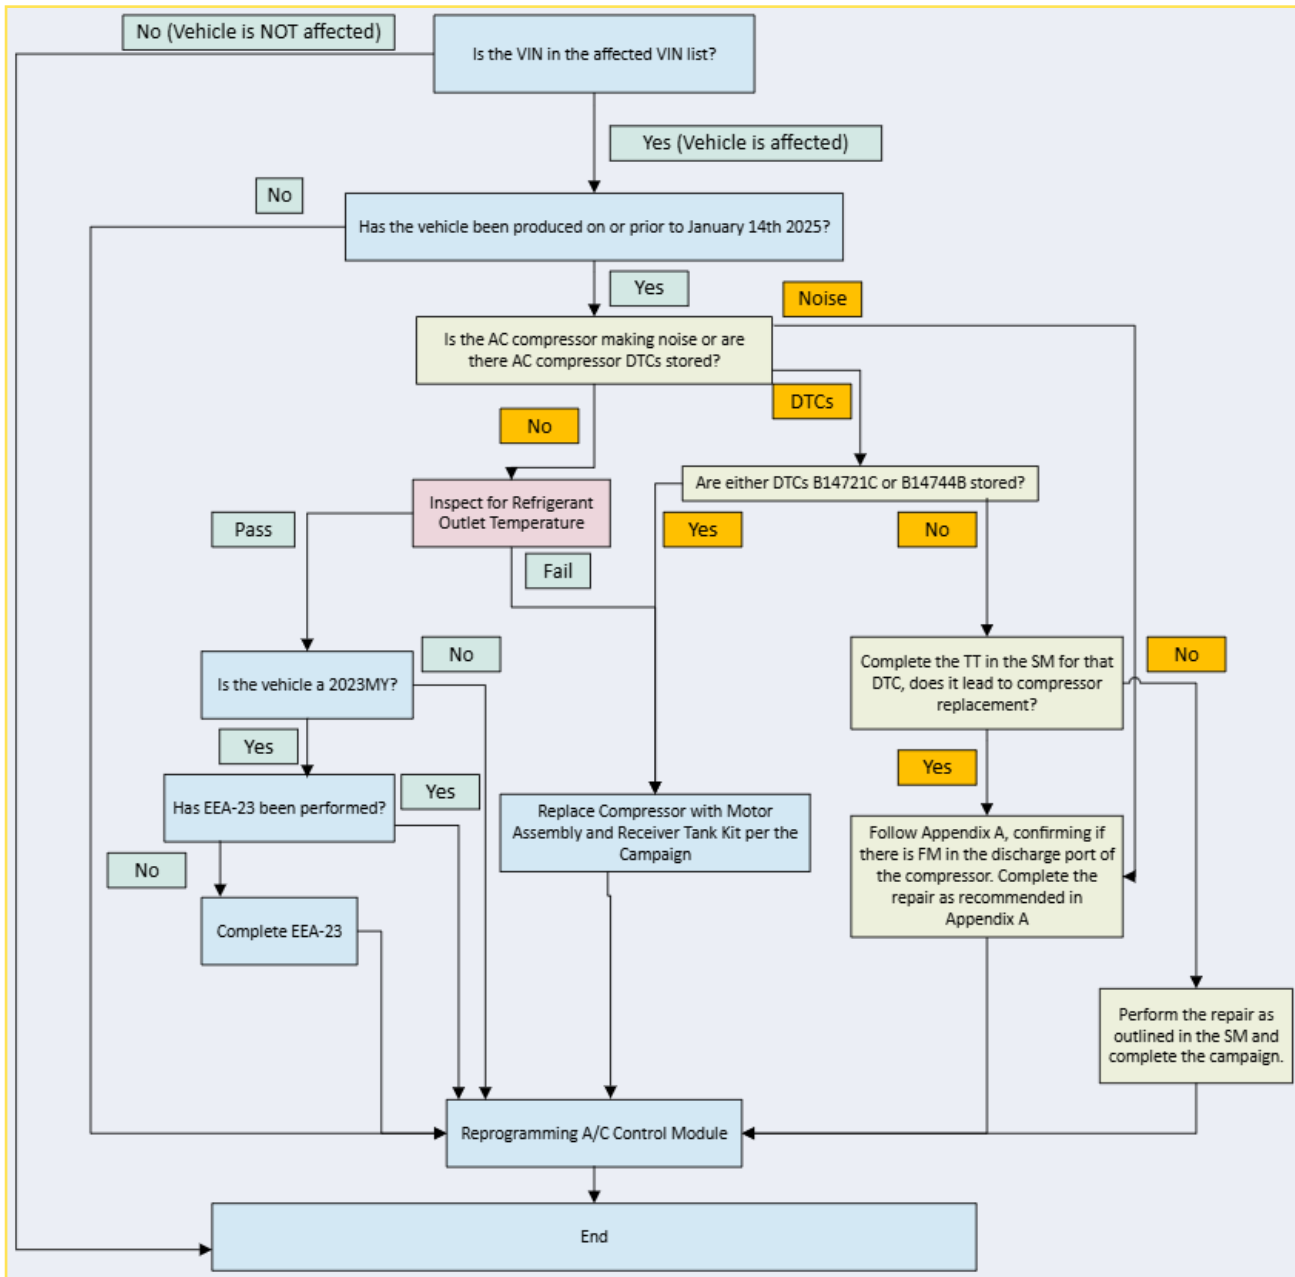 No (Vehicle is NOT affected)
Is the VIN in the affected VIN list?
Yes (Vehicle is affected)
No
Has the vehicle been produced on or prior to January 14th 2025?
Yes
Noise
Is the AC compressor making noise or are
there AC compressor DTCs stored?
DTCs
No
Are either DTCs B14721C or B14744B stored?
Inspect for Refrigerant
Outlet Temperature
Pass
Yes
No
Fail
No
Complete the TT in the SM for that
DTC, does it lead to compressor
replacement?
No
Is the vehicle a 2023MY?
Yes
Yes
Has EEA-23 been performed?
Yes
Replace Compressor with Motor
Assembly and Receiver Tank Kit per the
Campaign
Follow Appendix A, confirming if
there is FM in the discharge port of
the compressor. Complete the
repair as recommended in
Appendix A
No
Complete EEA-23
Perform the repair as
outlined in the SM and
complete the campaign.
Reprogramming A/C Control Module
End